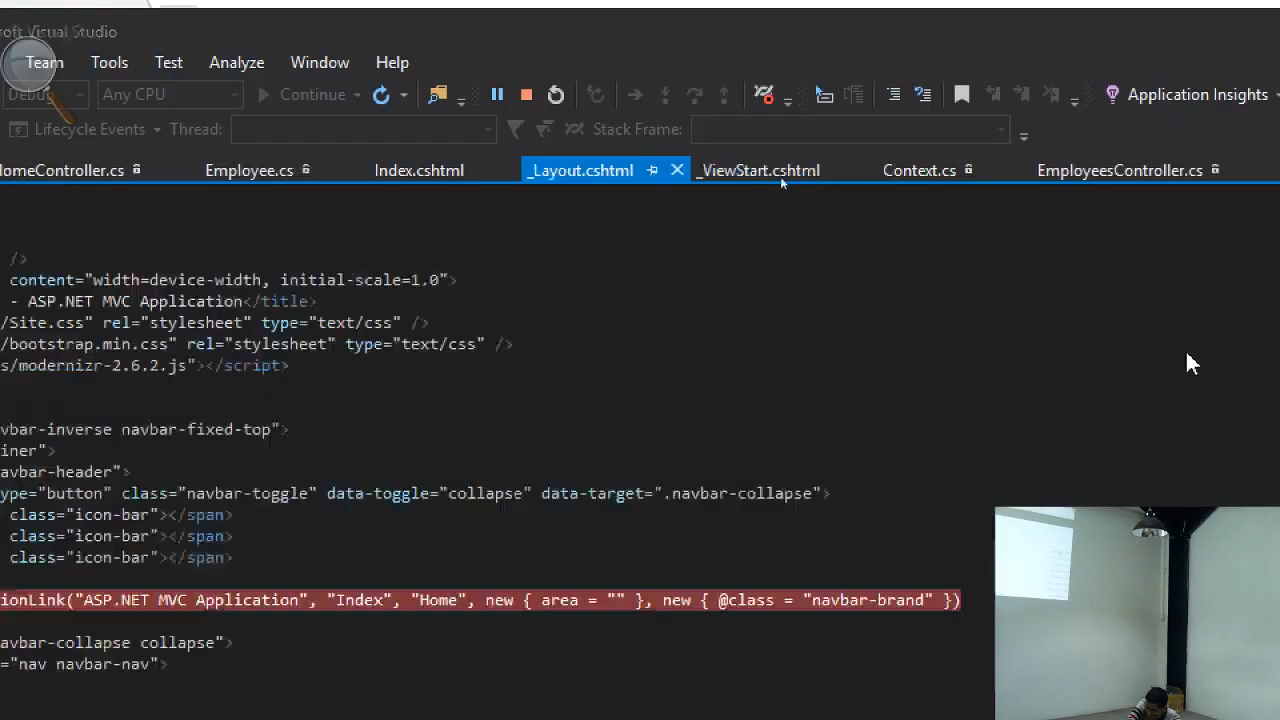 roft Visual Studio
Team Tools Test Analyze Window Help
Debug Any CPU Continue Application Insights
Lifecycle Events Thread: Stack Frame:
HomeController.cs Employee.cs Index.cshtml _Layout.cshtml _ViewStart.cshtml Context.cs EmployeesController.cs
/>
content="width=device-width, initial-scale=1.0">
- ASP.NET MVC Application</title>
/Site.css" rel="stylesheet" type="text/css" />
/bootstrap.min.css" rel="stylesheet" type="text/css" />
s/modernizr-2.6.2.js"></script>
vbar-inverse navbar-fixed-top">
iner">
avbar-header">
ype="button" class="navbar-toggle" data-toggle="collapse" data-target=".navbar-collapse">
class="icon-bar"></span>
class="icon-bar"></span>
class="icon-bar"></span>
ionLink("ASP.NET MVC Application", "Index", "Home", new { area = "" }, new { @class = "navbar-brand" })
avbar-collapse collapse">
="nav navbar-nav">